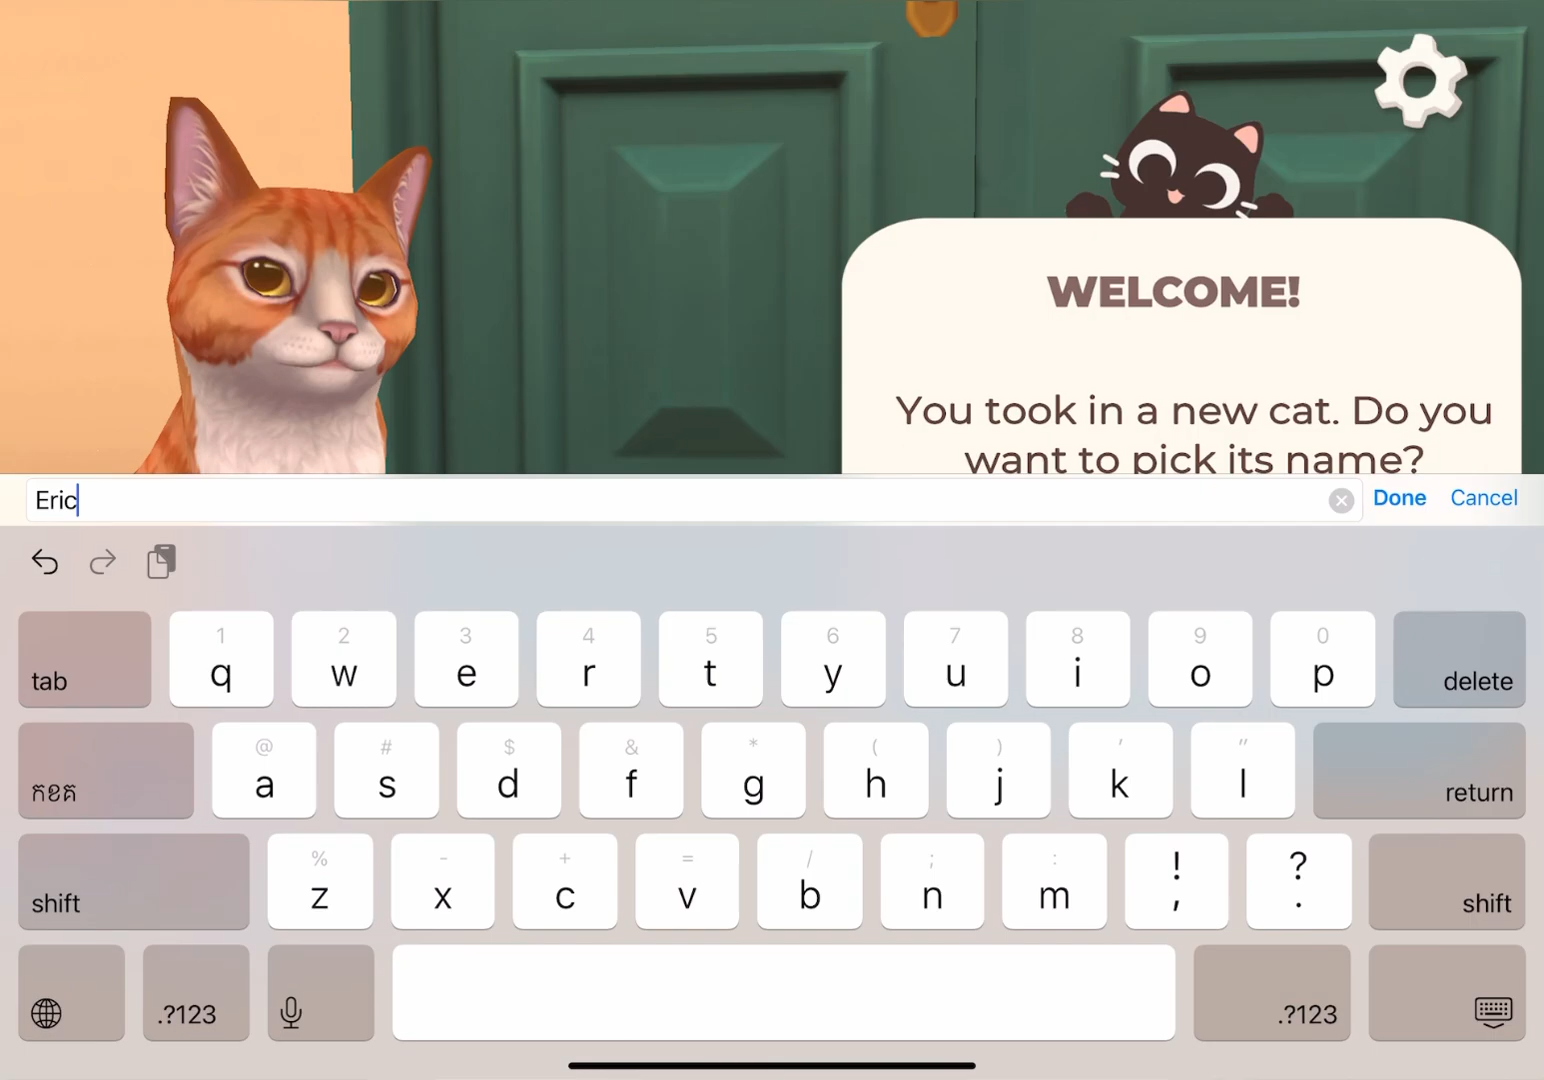 WELCOME!
You took in a new cat. Do you
want to pick its name?
Eric
Done
Cancel
1 2 3 4 5 6 7 8 9 0
tab q w e r t y u i o p delete
@ # $ & * ( ) ' "
កខគ a s d f g h j k l return
% - + = / ; : ! ?
shift z x c v b n m , . shift
.?123 .?123